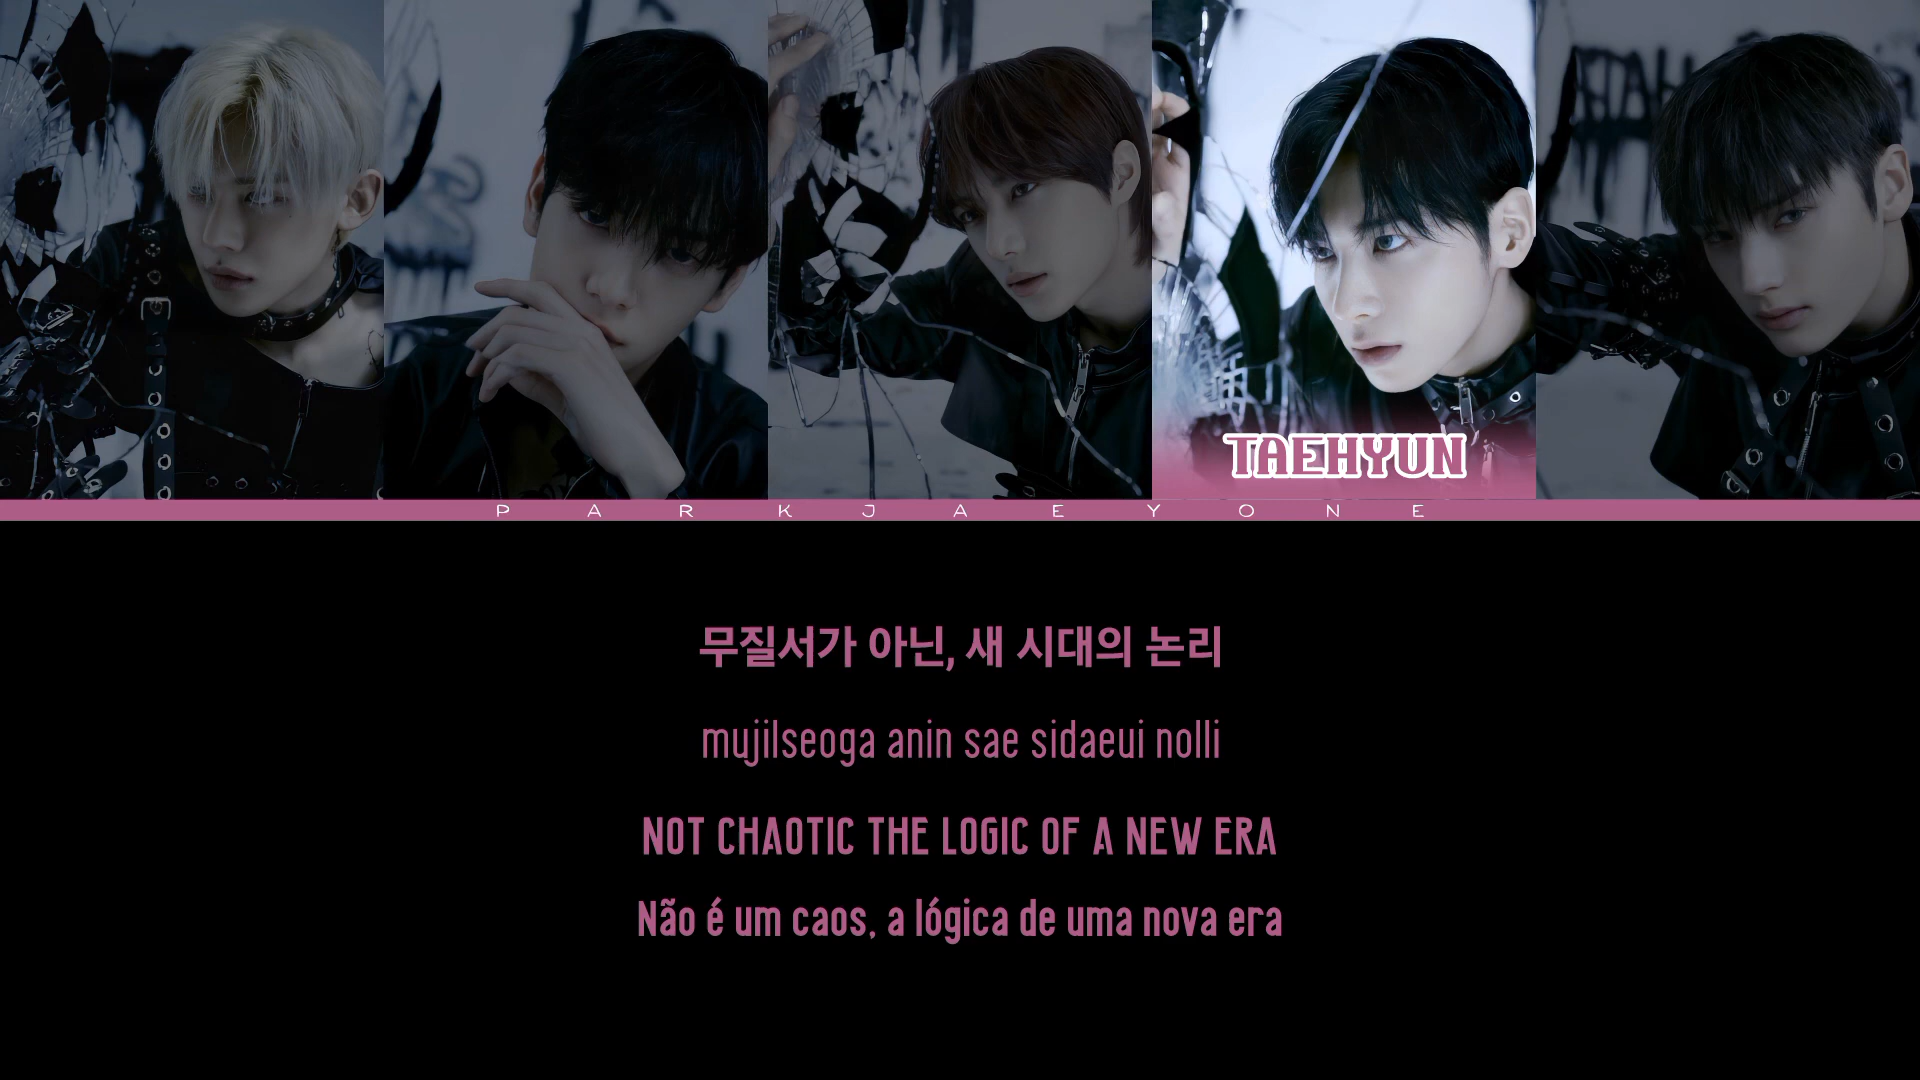 TAEHYUN
PARKJAEYONE
무질서가 아닌, 새 시대의 논리
mujilseoga anin sae sidaeui nolli
NOT CHAOTIC THE LOGIC OF A NEW ERA
Não é um caos, a lógica de uma nova era